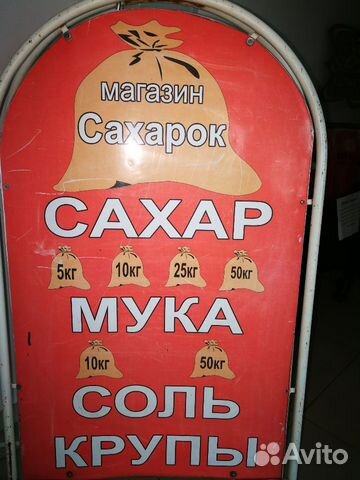 магазин
Сахарок
САХАР
5кг 10кг 25кг 50кг
МУКА
10кг 50кг
СОЛЬ
КРУПЫ
Avito